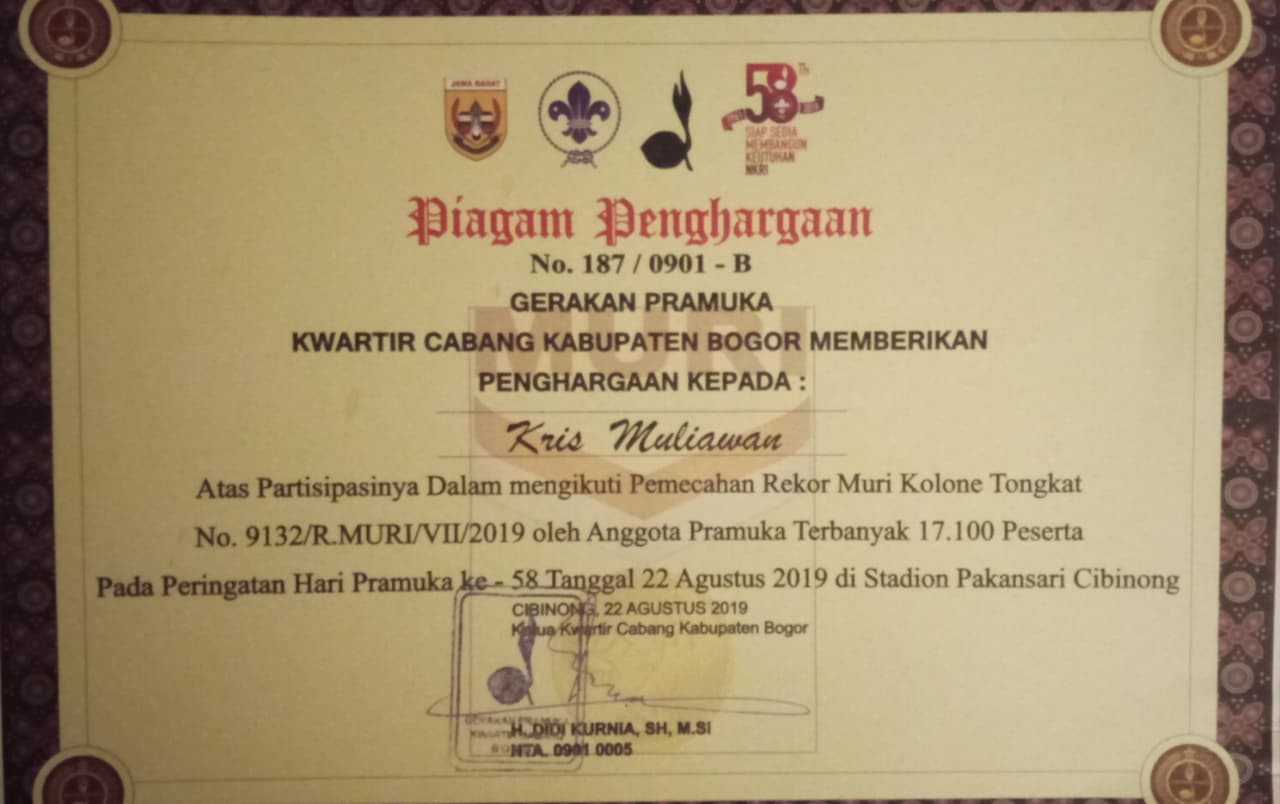 JAWA BARAT
58 Th
SIAP SEDIA
MEMBANGUN
KEUTUHAN
NKRI
Piagam Penghargaan
No. 187 / 0901 - B
GERAKAN PRAMUKA
KWARTIR CABANG KABUPATEN BOGOR MEMBERIKAN
PENGHARGAAN KEPADA :
MURI
Kris Muliawan
Atas Partisipasinya Dalam mengikuti Pemecahan Rekor Muri Kolone Tongkat
No. 9132/R.MURI/VII/2019 oleh Anggota Pramuka Terbanyak 17.100 Peserta
Pada Peringatan Hari Pramuka ke - 58 Tanggal 22 Agustus 2019 di Stadion Pakansari Cibinong
CIBINONG, 22 AGUSTUS 2019
Ketua Kwartir Cabang Kabupaten Bogor
GERAKAN PRAMUKA
H. DIDI KURNIA, SH, M.SI
NTA. 0901 0005